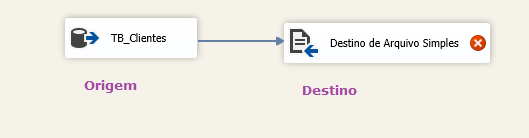 TB_Clientes
Destino de Arquivo Simples
Origem
Destino